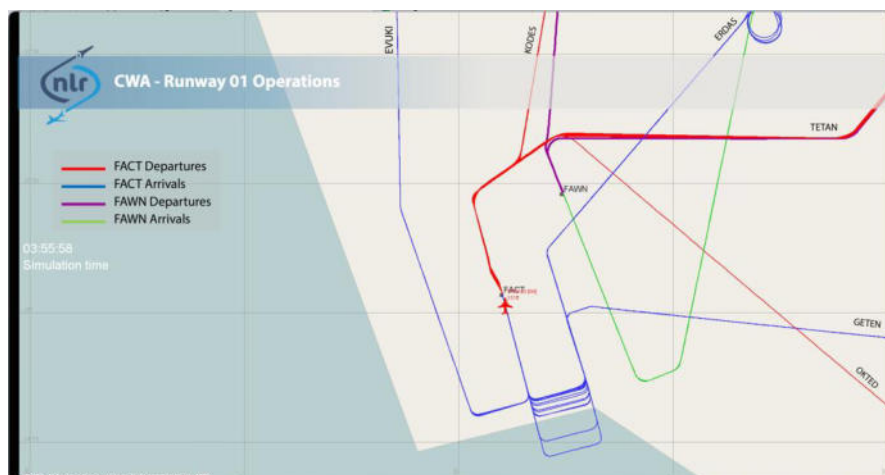 EVUKI
KODES
ERDAS
nlr
CWA - Runway 01 Operations
TETAN
FACT Departures
FACT Arrivals
FAWN Departures
FAWN Arrivals
FAWN
03:55:58
Simulation time
FACT
GETEN
OKTED